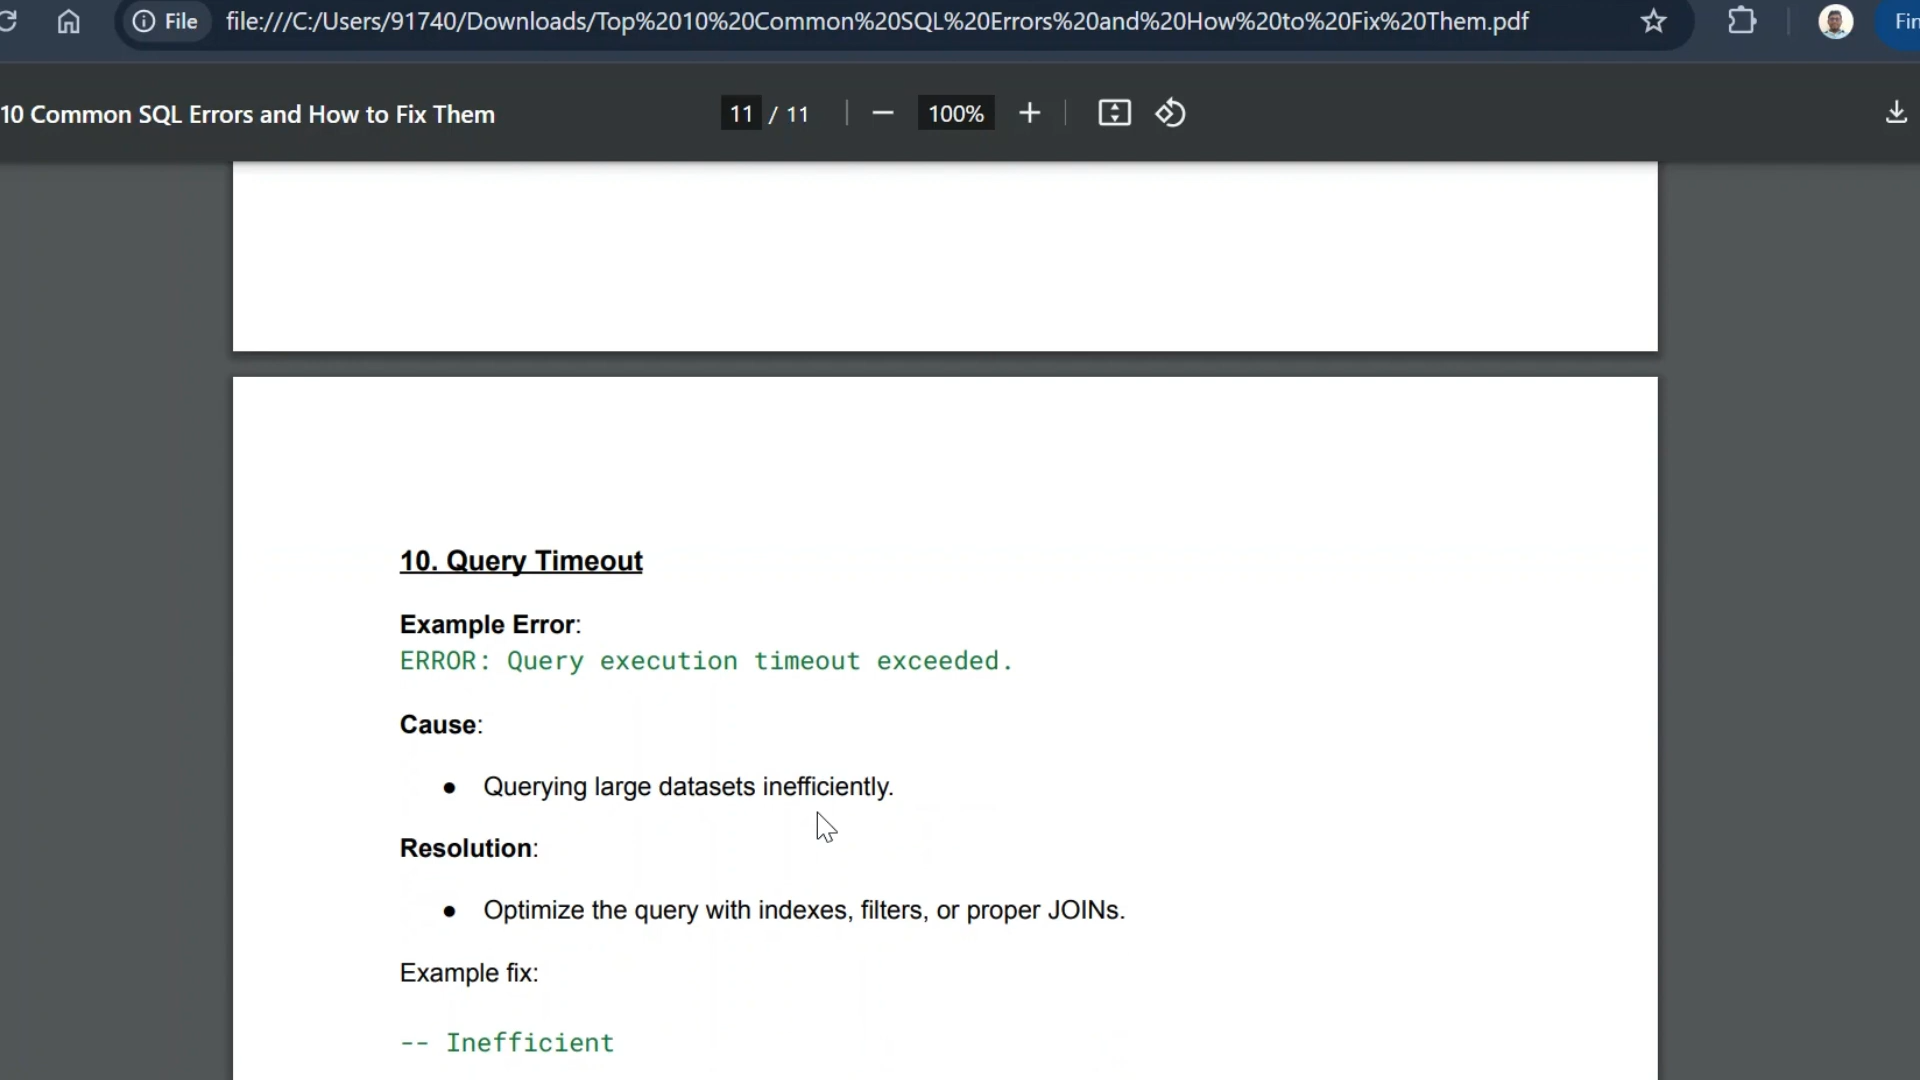 File
file:///C:/Users/91740/Downloads/Top%2010%20Common%20SQL%20Errors%20and%20How%20to%20Fix%20Them.pdf
10 Common SQL Errors and How to Fix Them
11 / 11
100%
10. Query Timeout
Example Error:
ERROR: Query execution timeout exceeded.
Cause:
● Querying large datasets inefficiently.
Resolution:
● Optimize the query with indexes, filters, or proper JOINs.
Example fix:
-- Inefficient